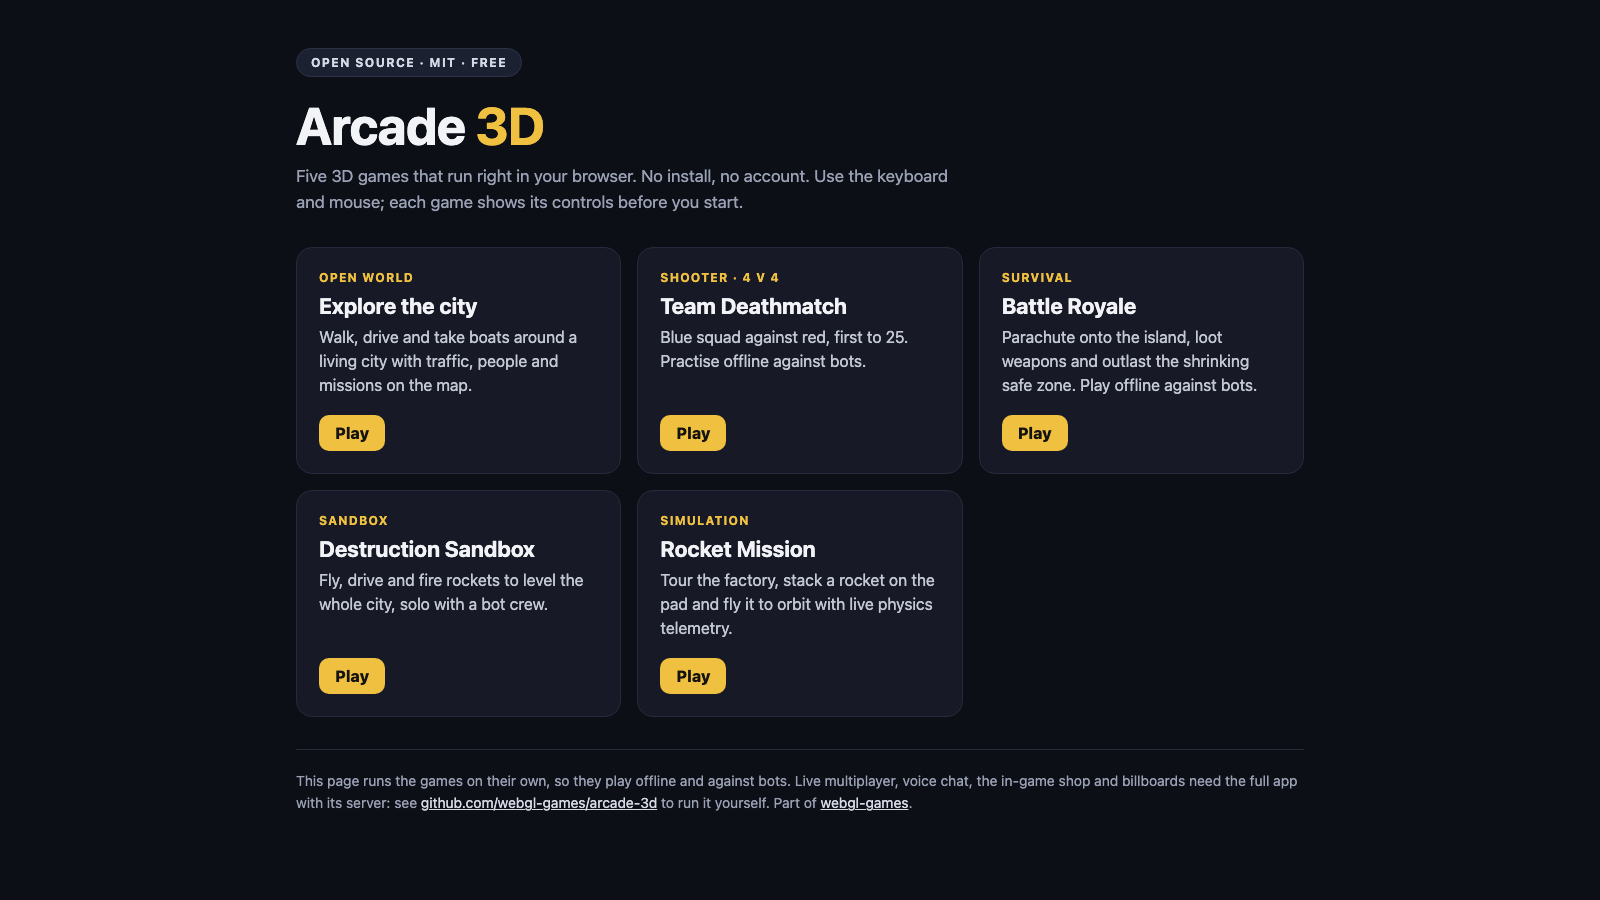 OPEN SOURCE · MIT · FREE
Arcade 3D
Five 3D games that run right in your browser. No install, no account. Use the keyboard
and mouse; each game shows its controls before you start.
OPEN WORLD
Explore the city
Walk, drive and take boats around a
living city with traffic, people and
missions on the map.
Play
SHOOTER · 4 V 4
Team Deathmatch
Blue squad against red, first to 25.
Practise offline against bots.
Play
SURVIVAL
Battle Royale
Parachute onto the island, loot
weapons and outlast the shrinking
safe zone. Play offline against bots.
Play
SANDBOX
Destruction Sandbox
Fly, drive and fire rockets to level the
whole city, solo with a bot crew.
Play
SIMULATION
Rocket Mission
Tour the factory, stack a rocket on the
pad and fly it to orbit with live physics
telemetry.
Play
This page runs the games on their own, so they play offline and against bots. Live multiplayer, voice chat, the in-game shop and billboards need the full app
with its server: see github.com/webgl-games/arcade-3d to run it yourself. Part of webgl-games.